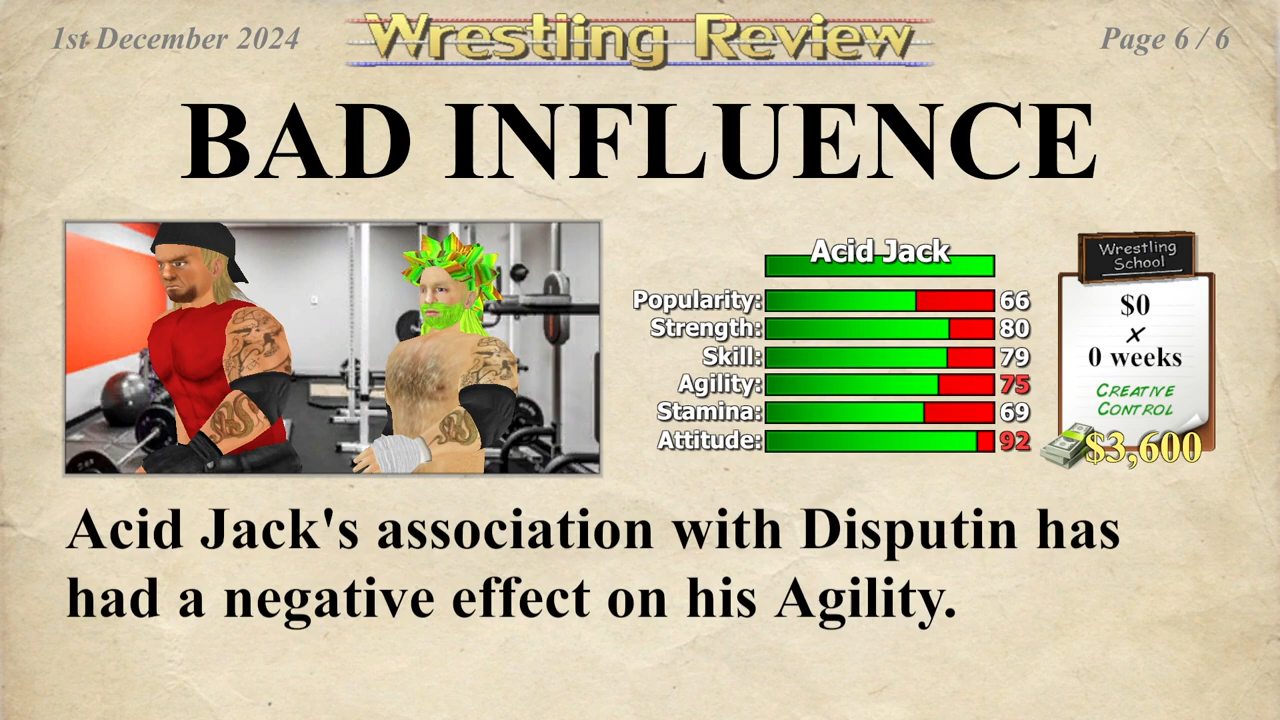 1st December 2024
Wrestling Review
Page 6 / 6
BAD INFLUENCE
Acid Jack
Popularity: 66
Strength: 80
Skill: 79
Agility: 75
Stamina: 69
Attitude: 92
Wrestling
School
$0
x
0 weeks
CREATIVE
CONTROL
$3,600
Acid Jack's association with Disputin has
had a negative effect on his Agility.